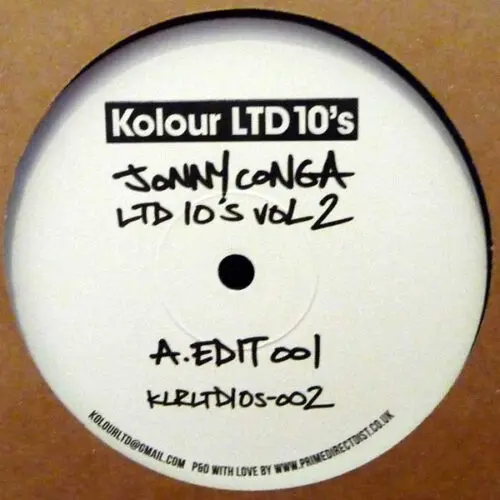 Kolour LTD 10's
JONNY CONGA
LTD 10'S VOL 2
A. EDIT 001
KLRLTD10S-002
KOLOURLTD@GMAIL.COM P&D WITH LOVE BY WWW.PRIMEDIRECTDIST.CO.UK